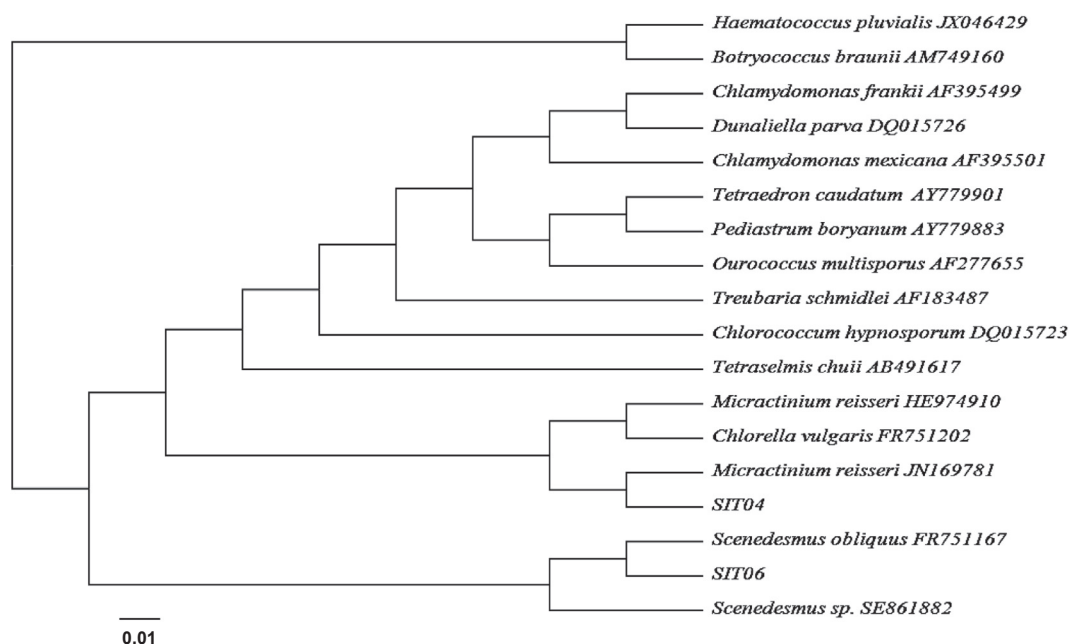 Haematococcus pluvialis JX046429
Botryococcus braunii AM749160
Chlamydomonas frankii AF395499
Dunaliella parva DQ015726
Chlamydomonas mexicana AF395501
Tetraedron caudatum AY779901
Pediastrum boryanum AY779883
Ourococcus multisporus AF277655
Treubaria schmidlei AF183487
Chlorococcum hypnosporum DQ015723
Tetraselmis chuii AB491617
Micractinium reisseri HE974910
Chlorella vulgaris FR751202
Micractinium reisseri JN169781
SIT04
Scenedesmus obliquus FR751167
SIT06
Scenedesmus sp. SE861882
0.01